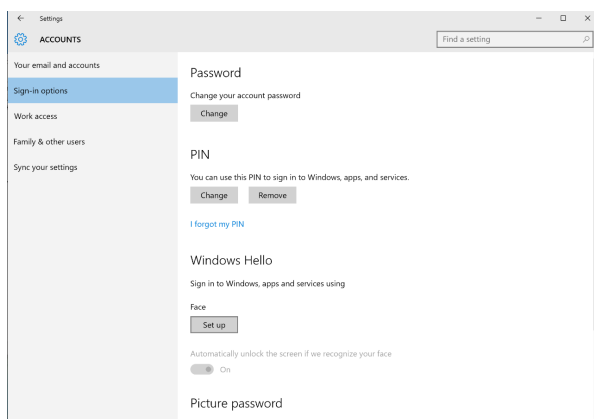 Settings
ACCOUNTS
Find a setting
Your email and accounts
Sign-in options
Work access
Family & other users
Sync your settings
Password
Change your account password
Change
PIN
You can use this PIN to sign in to Windows, apps, and services.
Change Remove
I forgot my PIN
Windows Hello
Sign in to Windows, apps and services using
Face
Set up
Automatically unlock the screen if we recognize your face
On
Picture password